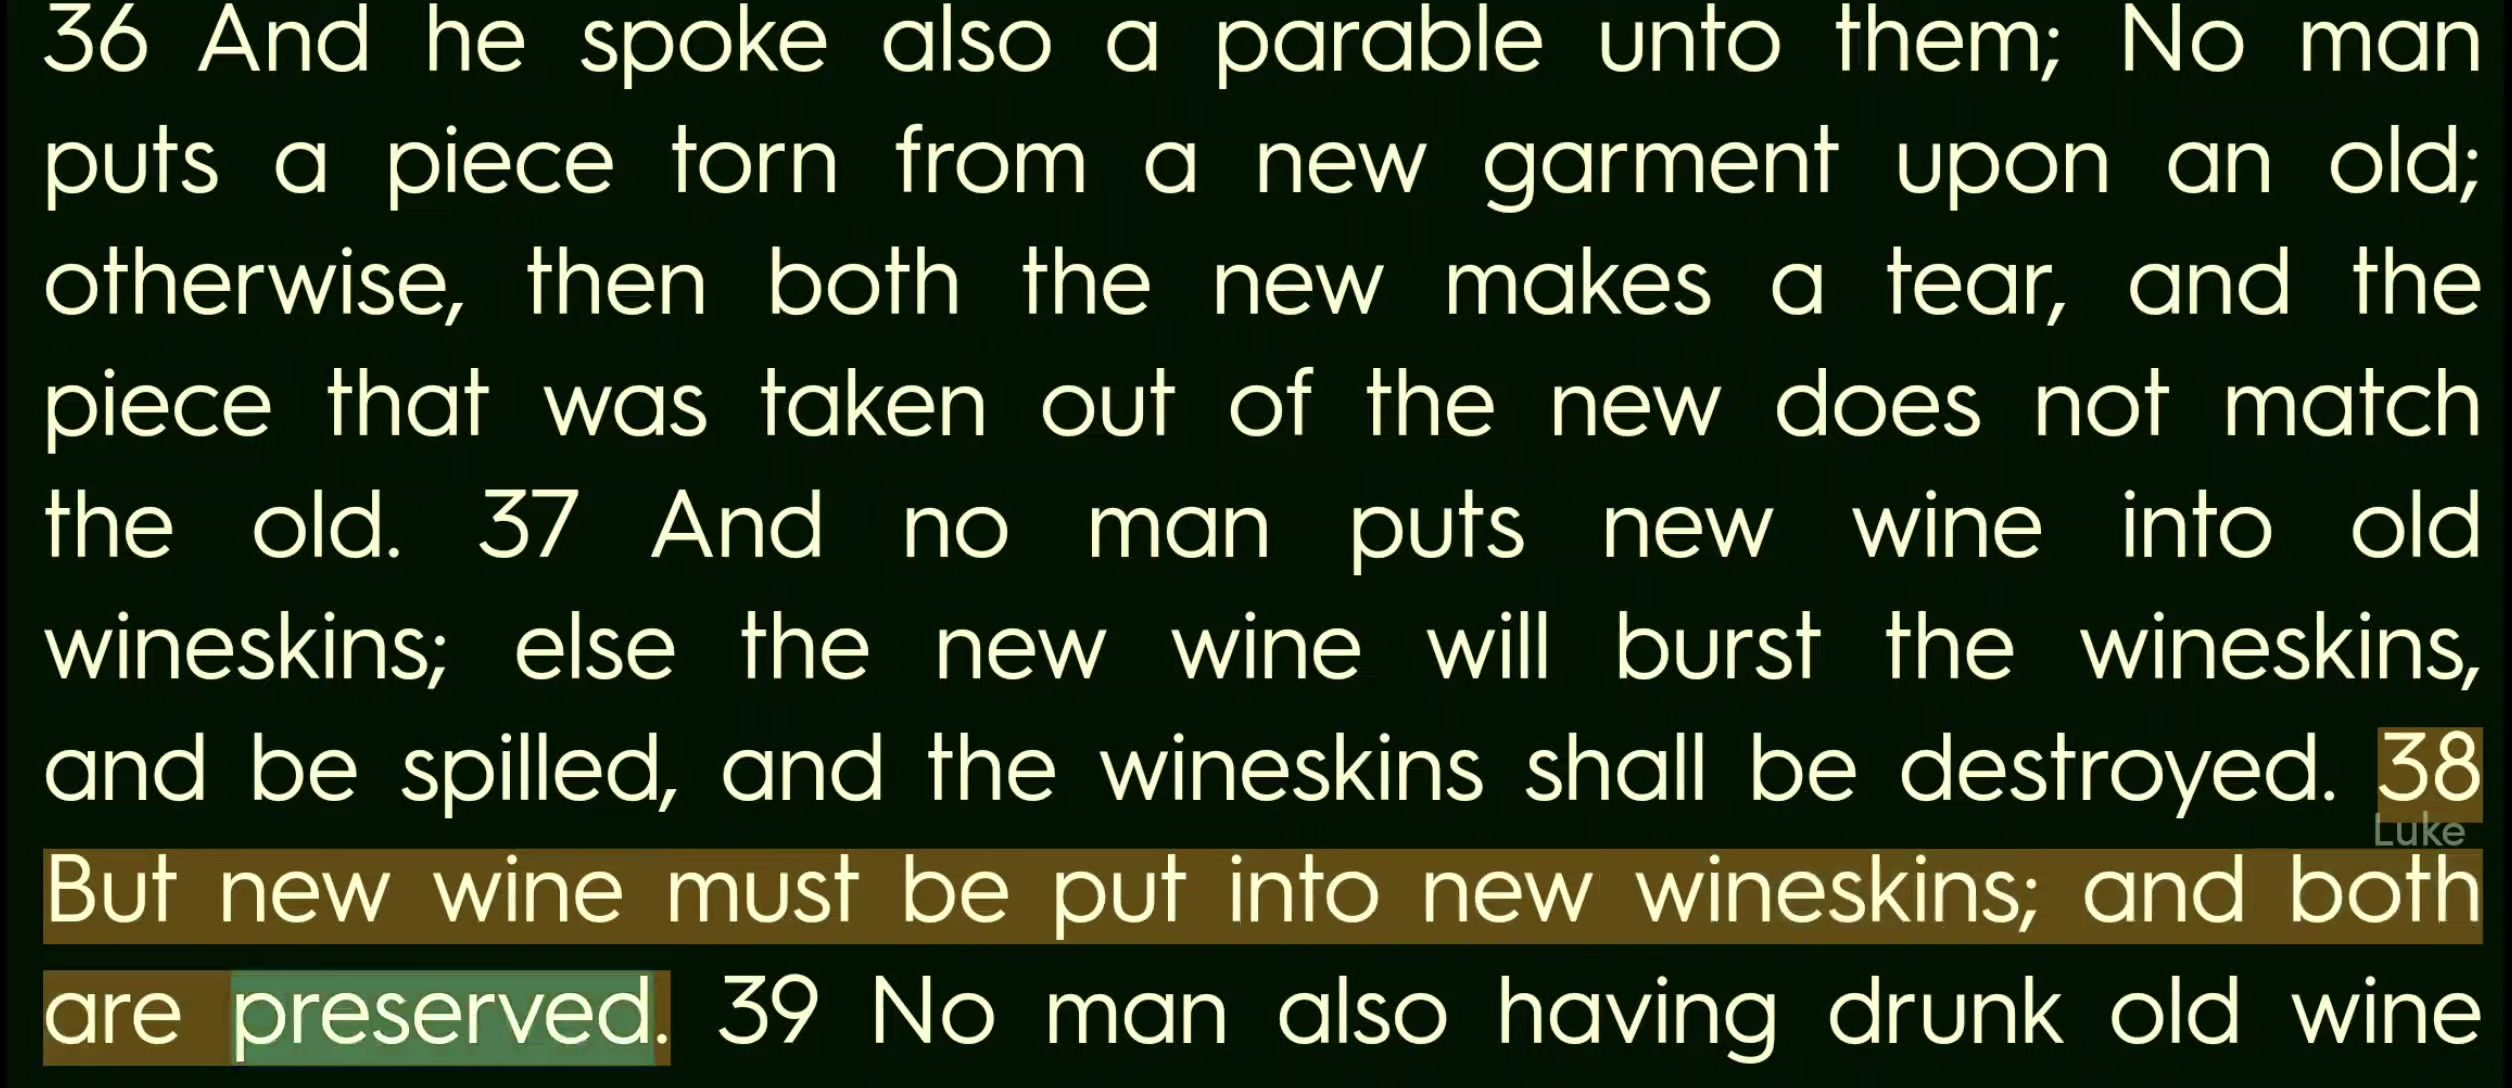 36 And he spoke also a parable unto them; No man
puts a piece torn from a new garment upon an old;
otherwise, then both the new makes a tear, and the
piece that was taken out of the new does not match
the old. 37 And no man puts new wine into old
wineskins; else the new wine will burst the wineskins,
and be spilled, and the wineskins shall be destroyed. 38
Luke
But new wine must be put into new wineskins; and both
are preserved. 39 No man also having drunk old wine